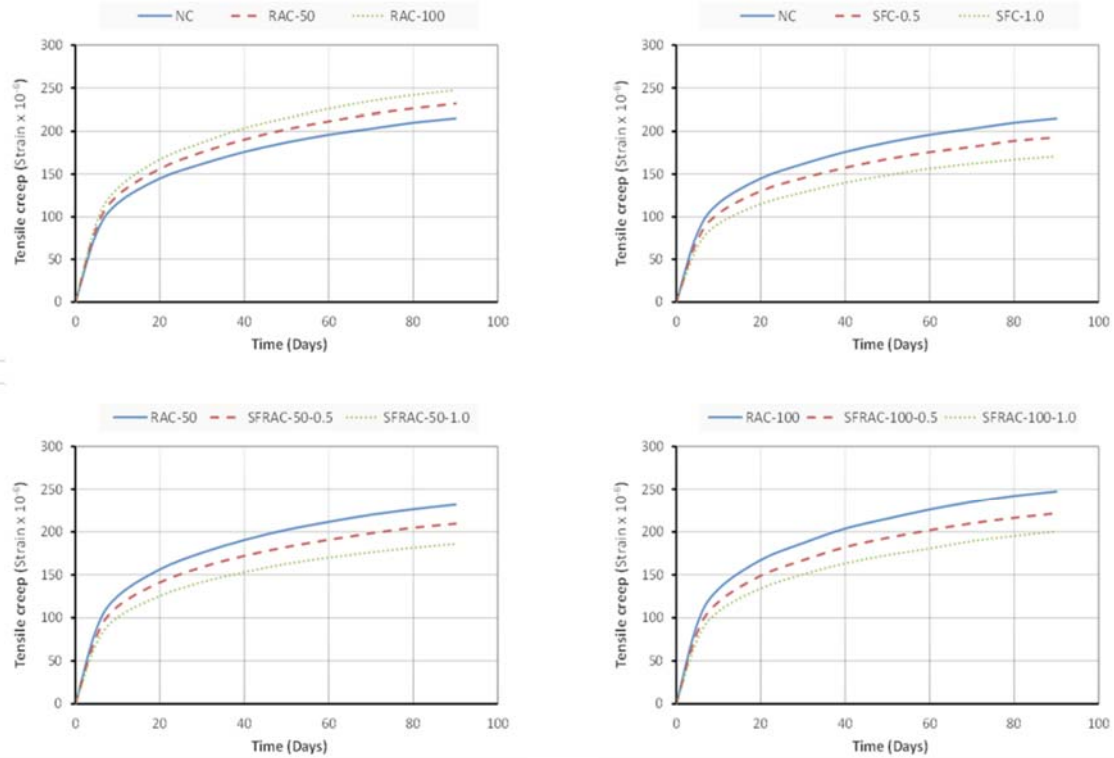 NC RAC-50 RAC-100
300
250
200
150
100
50
0
Tensile creep (Strain x 10⁻⁶)
0 20 40 60 80 100
Time (Days)
NC SFC-0.5 SFC-1.0
300
250
200
150
100
50
0
Tensile creep (Strain x 10⁻⁶)
0 20 40 60 80 100
Time (Days)
RAC-50 SFRAC-50-0.5 SFRAC-50-1.0
300
250
200
150
100
50
0
Tensile creep (Strain x 10⁻⁶)
0 20 40 60 80 100
Time (Days)
RAC-100 SFRAC-100-0.5 SFRAC-100-1.0
300
250
200
150
100
50
0
Tensile creep (Strain x 10⁻⁶)
0 20 40 60 80 100
Time (Days)